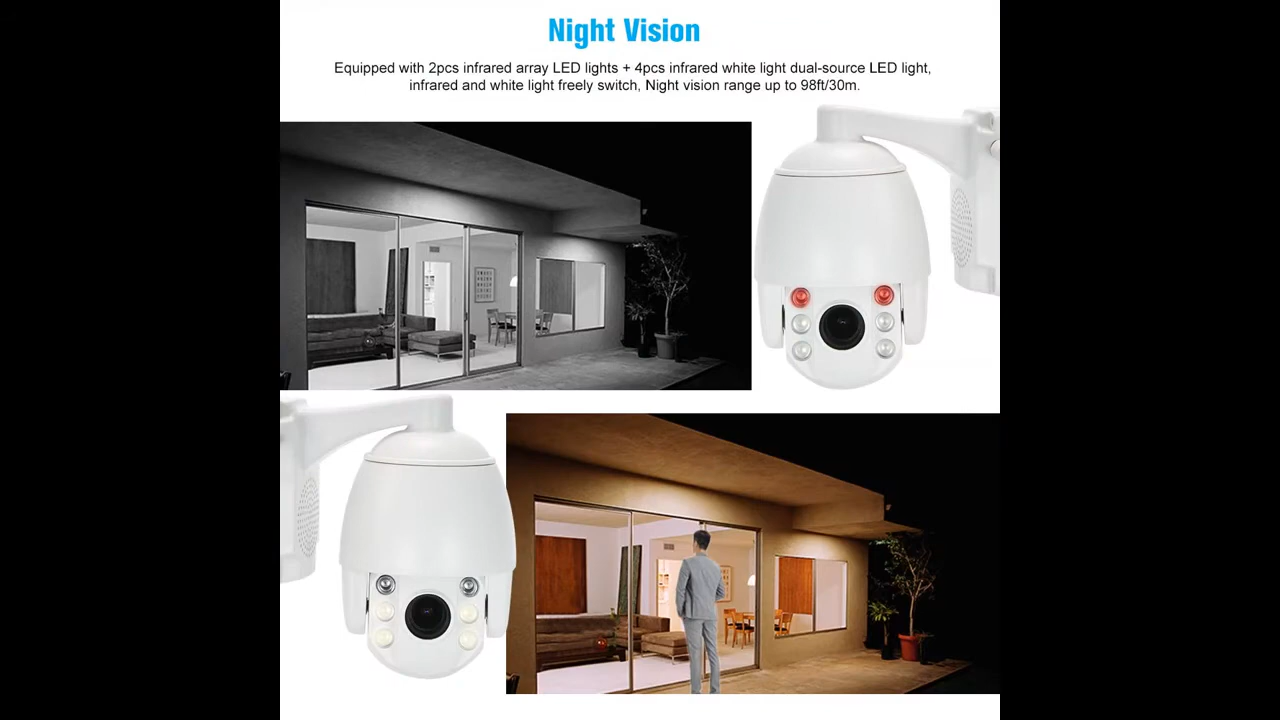 Night Vision
Equipped with 2pcs infrared array LED lights + 4pcs infrared white light dual-source LED light,
infrared and white light freely switch, Night vision range up to 98ft/30m.